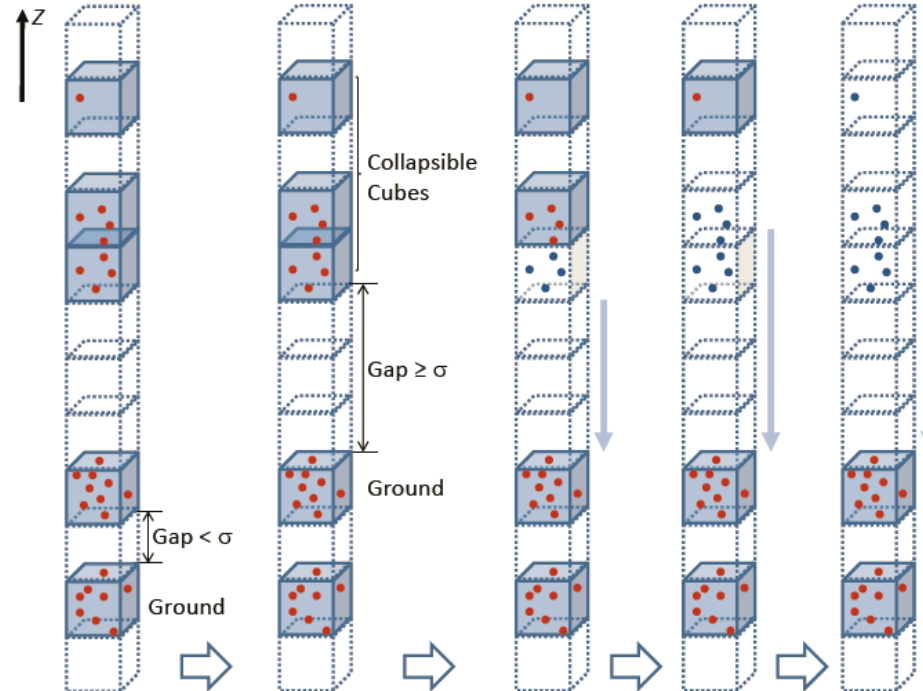 Z
Collapsible
Cubes
Gap ≥ σ
Ground
Gap < σ
Ground